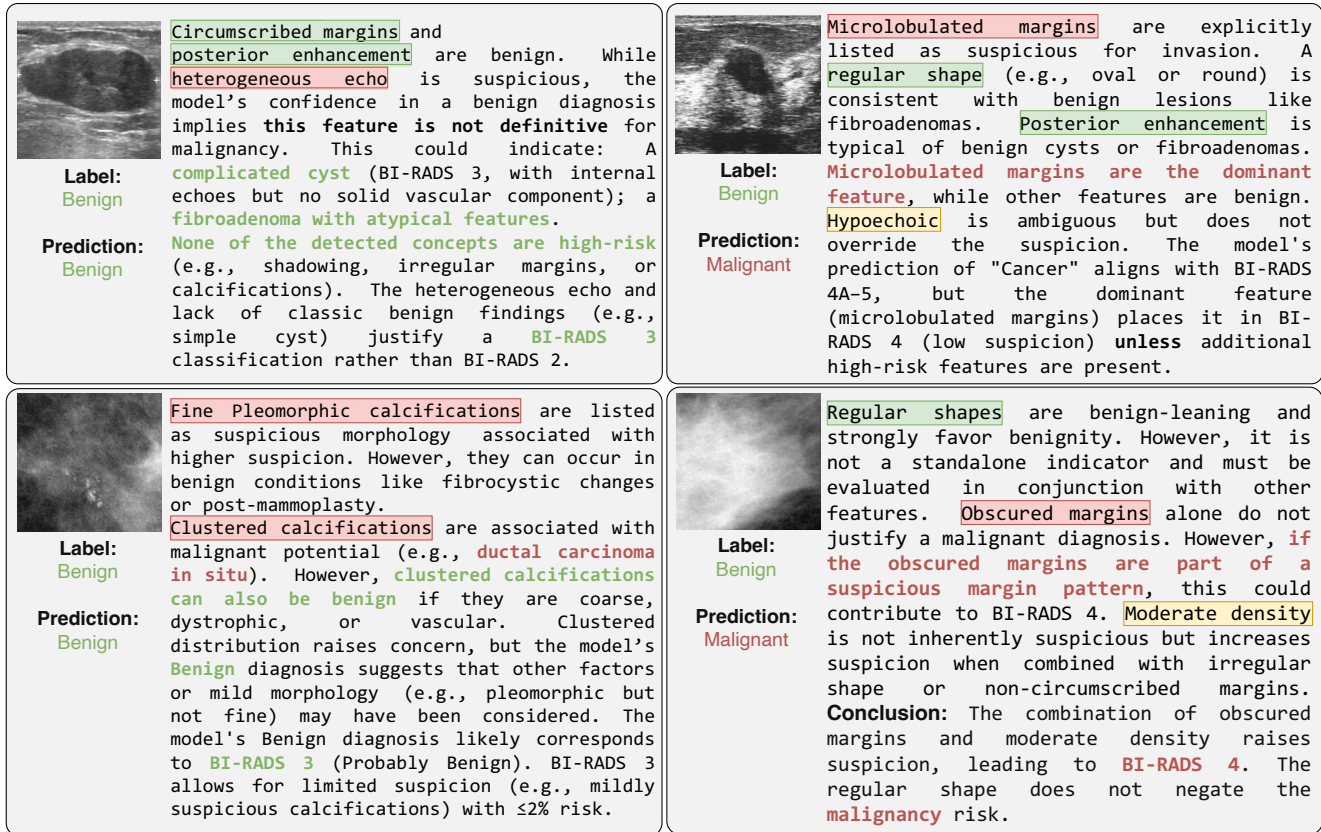 Circumscribed margins and
posterior enhancement are benign. While
heterogeneous echo is suspicious, the
model's confidence in a benign diagnosis
implies this feature is not definitive for
malignancy. This could indicate: A
complicated cyst (BI-RADS 3, with internal
echoes but no solid vascular component); a
fibroadenoma with atypical features.
None of the detected concepts are high-risk
(e.g., shadowing, irregular margins, or
calcifications). The heterogeneous echo and
lack of classic benign findings (e.g.,
simple cyst) justify a BI-RADS 3
classification rather than BI-RADS 2.
Label:
Benign
Prediction:
Benign
Microlobulated margins are explicitly
listed as suspicious for invasion. A
regular shape (e.g., oval or round) is
consistent with benign lesions like
fibroadenomas. Posterior enhancement is
typical of benign cysts or fibroadenomas.
Microlobulated margins are the dominant
feature, while other features are benign.
Hypoechoic is ambiguous but does not
override the suspicion. The model's
prediction of "Cancer" aligns with BI-RADS
4A–5, but the dominant feature
(microlobulated margins) places it in BI-
RADS 4 (low suspicion) unless additional
high-risk features are present.
Label:
Benign
Prediction:
Malignant
Fine Pleomorphic calcifications are listed
as suspicious morphology associated with
higher suspicion. However, they can occur in
benign conditions like fibrocystic changes
or post-mammoplasty.
Clustered calcifications are associated with
malignant potential (e.g., ductal carcinoma
in situ). However, clustered calcifications
can also be benign if they are coarse,
dystrophic, or vascular. Clustered
distribution raises concern, but the model's
Benign diagnosis suggests that other factors
or mild morphology (e.g., pleomorphic but
not fine) may have been considered. The
model's Benign diagnosis likely corresponds
to BI-RADS 3 (Probably Benign). BI-RADS 3
allows for limited suspicion (e.g., mildly
suspicious calcifications) with ≤2% risk.
Label:
Benign
Prediction:
Benign
Regular shapes are benign-leaning and
strongly favor benignity. However, it is
not a standalone indicator and must be
evaluated in conjunction with other
features. Obscured margins alone do not
justify a malignant diagnosis. However, if
the obscured margins are part of a
suspicious margin pattern, this could
contribute to BI-RADS 4. Moderate density
is not inherently suspicious but increases
suspicion when combined with irregular
shape or non-circumscribed margins.
Conclusion: The combination of obscured
margins and moderate density raises
suspicion, leading to BI-RADS 4. The
regular shape does not negate the
malignancy risk.
Label:
Benign
Prediction:
Malignant